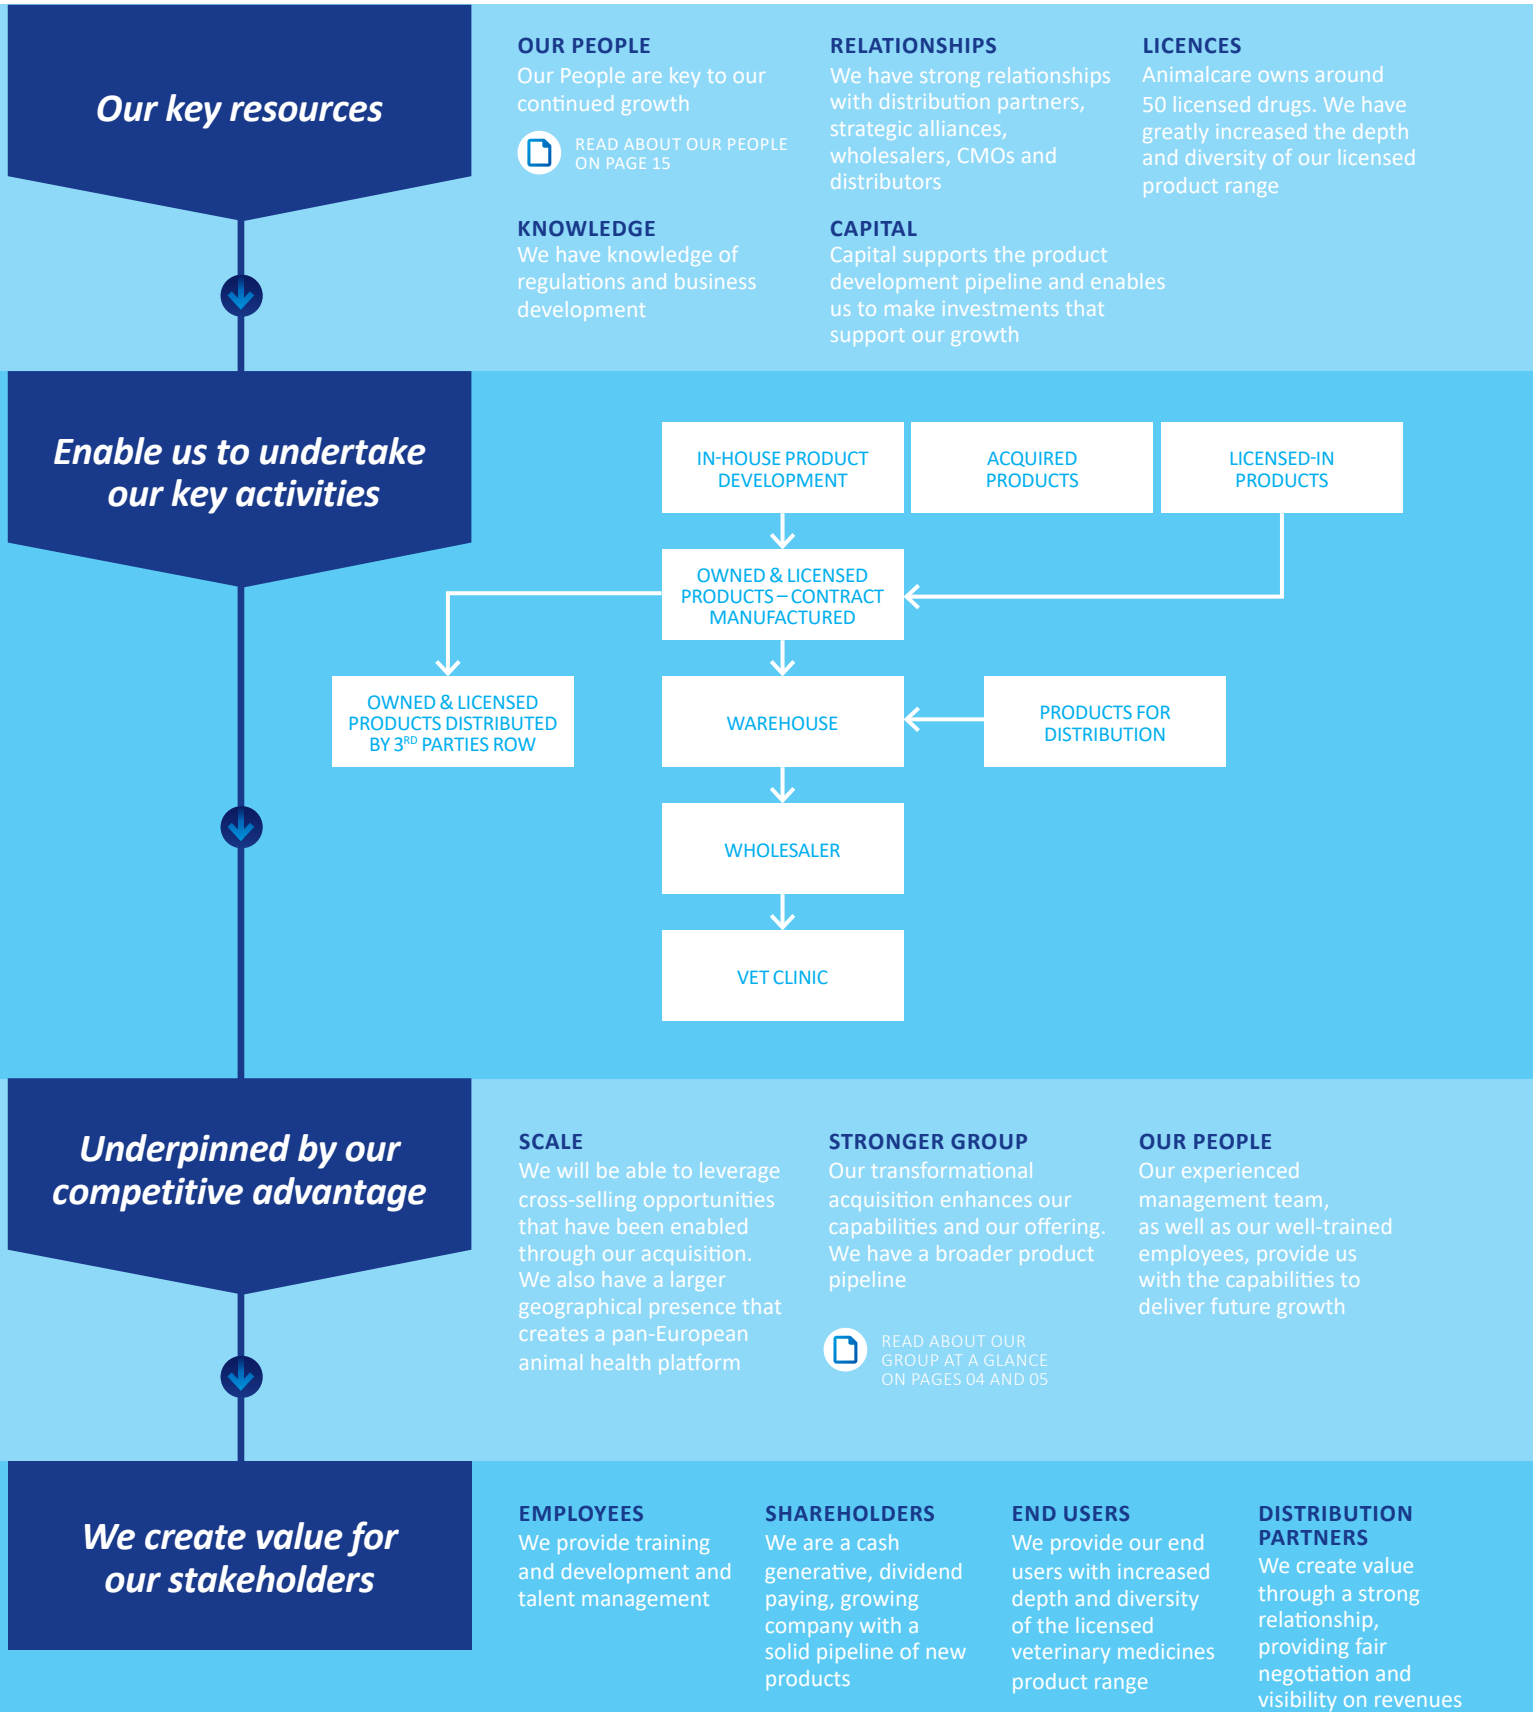 Our key resources
OUR PEOPLE
Our People are key to our
continued growth
READ ABOUT OUR PEOPLE
ON PAGE 15
RELATIONSHIPS
We have strong relationships
with distribution partners,
strategic alliances,
wholesalers, CMOs and
distributors
LICENCES
Animalcare owns around
50 licensed drugs. We have
greatly increased the depth
and diversity of our licensed
product range
KNOWLEDGE
We have knowledge of
regulations and business
development
CAPITAL
Capital supports the product
development pipeline and enables
us to make investments that
support our growth
Enable us to undertake
our key activities
IN-HOUSE PRODUCT
DEVELOPMENT
ACQUIRED
PRODUCTS
LICENSED-IN
PRODUCTS
OWNED & LICENSED
PRODUCTS – CONTRACT
MANUFACTURED
OWNED & LICENSED
PRODUCTS DISTRIBUTED
BY 3RD PARTIES ROW
WAREHOUSE
PRODUCTS FOR
DISTRIBUTION
WHOLESALER
VET CLINIC
Underpinned by our
competitive advantage
SCALE
We will be able to leverage
cross-selling opportunities
that have been enabled
through our acquisition.
We also have a larger
geographical presence that
creates a pan-European
animal health platform
STRONGER GROUP
Our transformational
acquisition enhances our
capabilities and our offering.
We have a broader product
pipeline
READ ABOUT OUR
GROUP AT A GLANCE
ON PAGES 04 AND 05
OUR PEOPLE
Our experienced
management team,
as well as our well-trained
employees, provide us
with the capabilities to
deliver future growth
We create value for
our stakeholders
EMPLOYEES
We provide training
and development and
talent management
SHAREHOLDERS
We are a cash
generative, dividend
paying, growing
company with a
solid pipeline of new
products
END USERS
We provide our end
users with increased
depth and diversity
of the licensed
veterinary medicines
product range
DISTRIBUTION
PARTNERS
We create value
through a strong
relationship,
providing fair
negotiation and
visibility on revenues